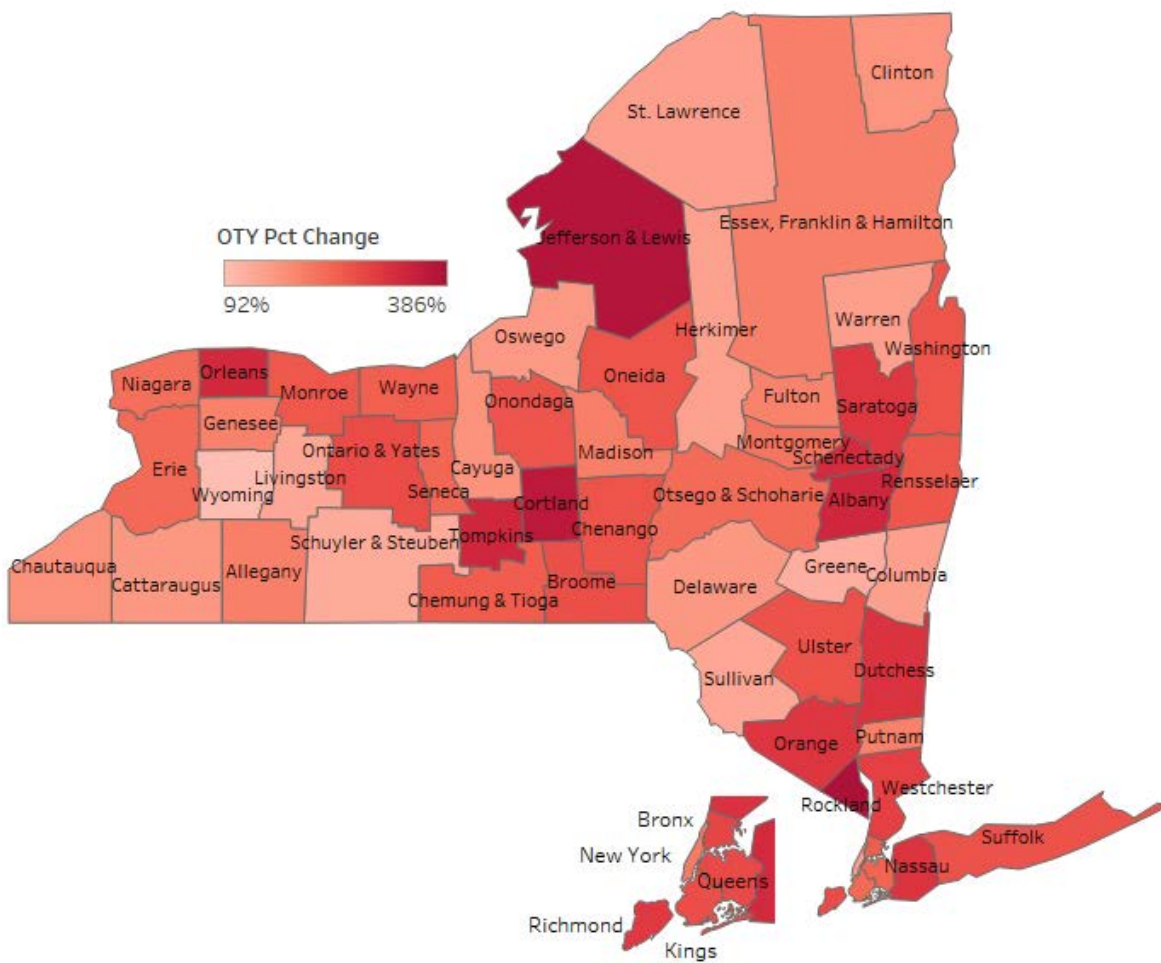 Clinton
St. Lawrence
Essex, Franklin & Hamilton
OTY Pct Change
Jefferson & Lewis
92%
386%
Warren
Herkimer
Oswego
Washington
Orleans
Oneida
Niagara
Monroe
Wayne
Fulton
Onondaga
Saratoga
Genesee
Montgomery
Ontario & Yates
Madison
Schenectady
Erie
Cayuga
Livingston
Rensselaer
Wyoming
Seneca
Cortland
Otsego & Schoharie
Albany
Tompkins
Chenango
Schuyler & Steuben
Greene
Chautauqua
Allegany
Columbia
Cattaraugus
Broome
Delaware
Chemung & Tioga
Ulster
Dutchess
Sullivan
Putnam
Orange
Westchester
Rockland
Bronx
Suffolk
New York
Nassau
Queens
Richmond
Kings